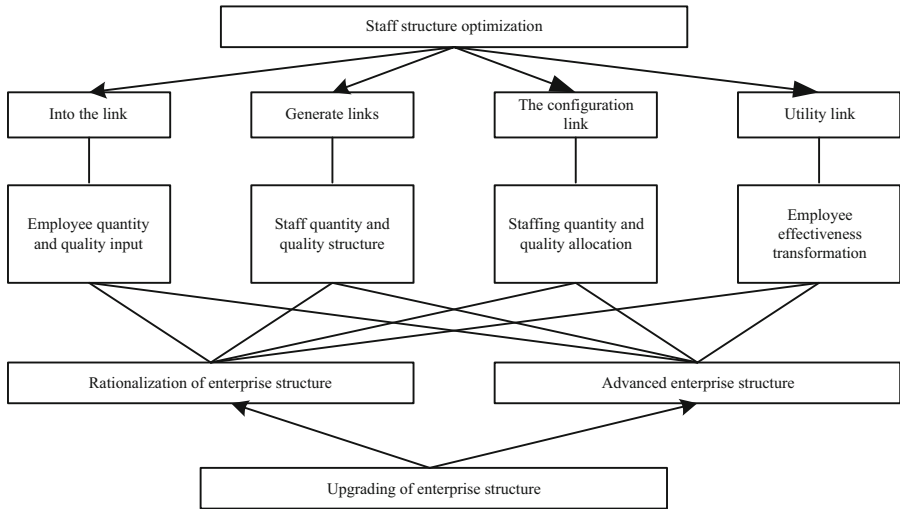 Staff structure optimization
Into the link
Generate links
The configuration
link
Utility link
Employee quantity
and quality input
Staff quantity and
quality structure
Staffing quantity and
quality allocation
Employee
effectiveness
transformation
Rationalization of enterprise structure
Advanced enterprise structure
Upgrading of enterprise structure